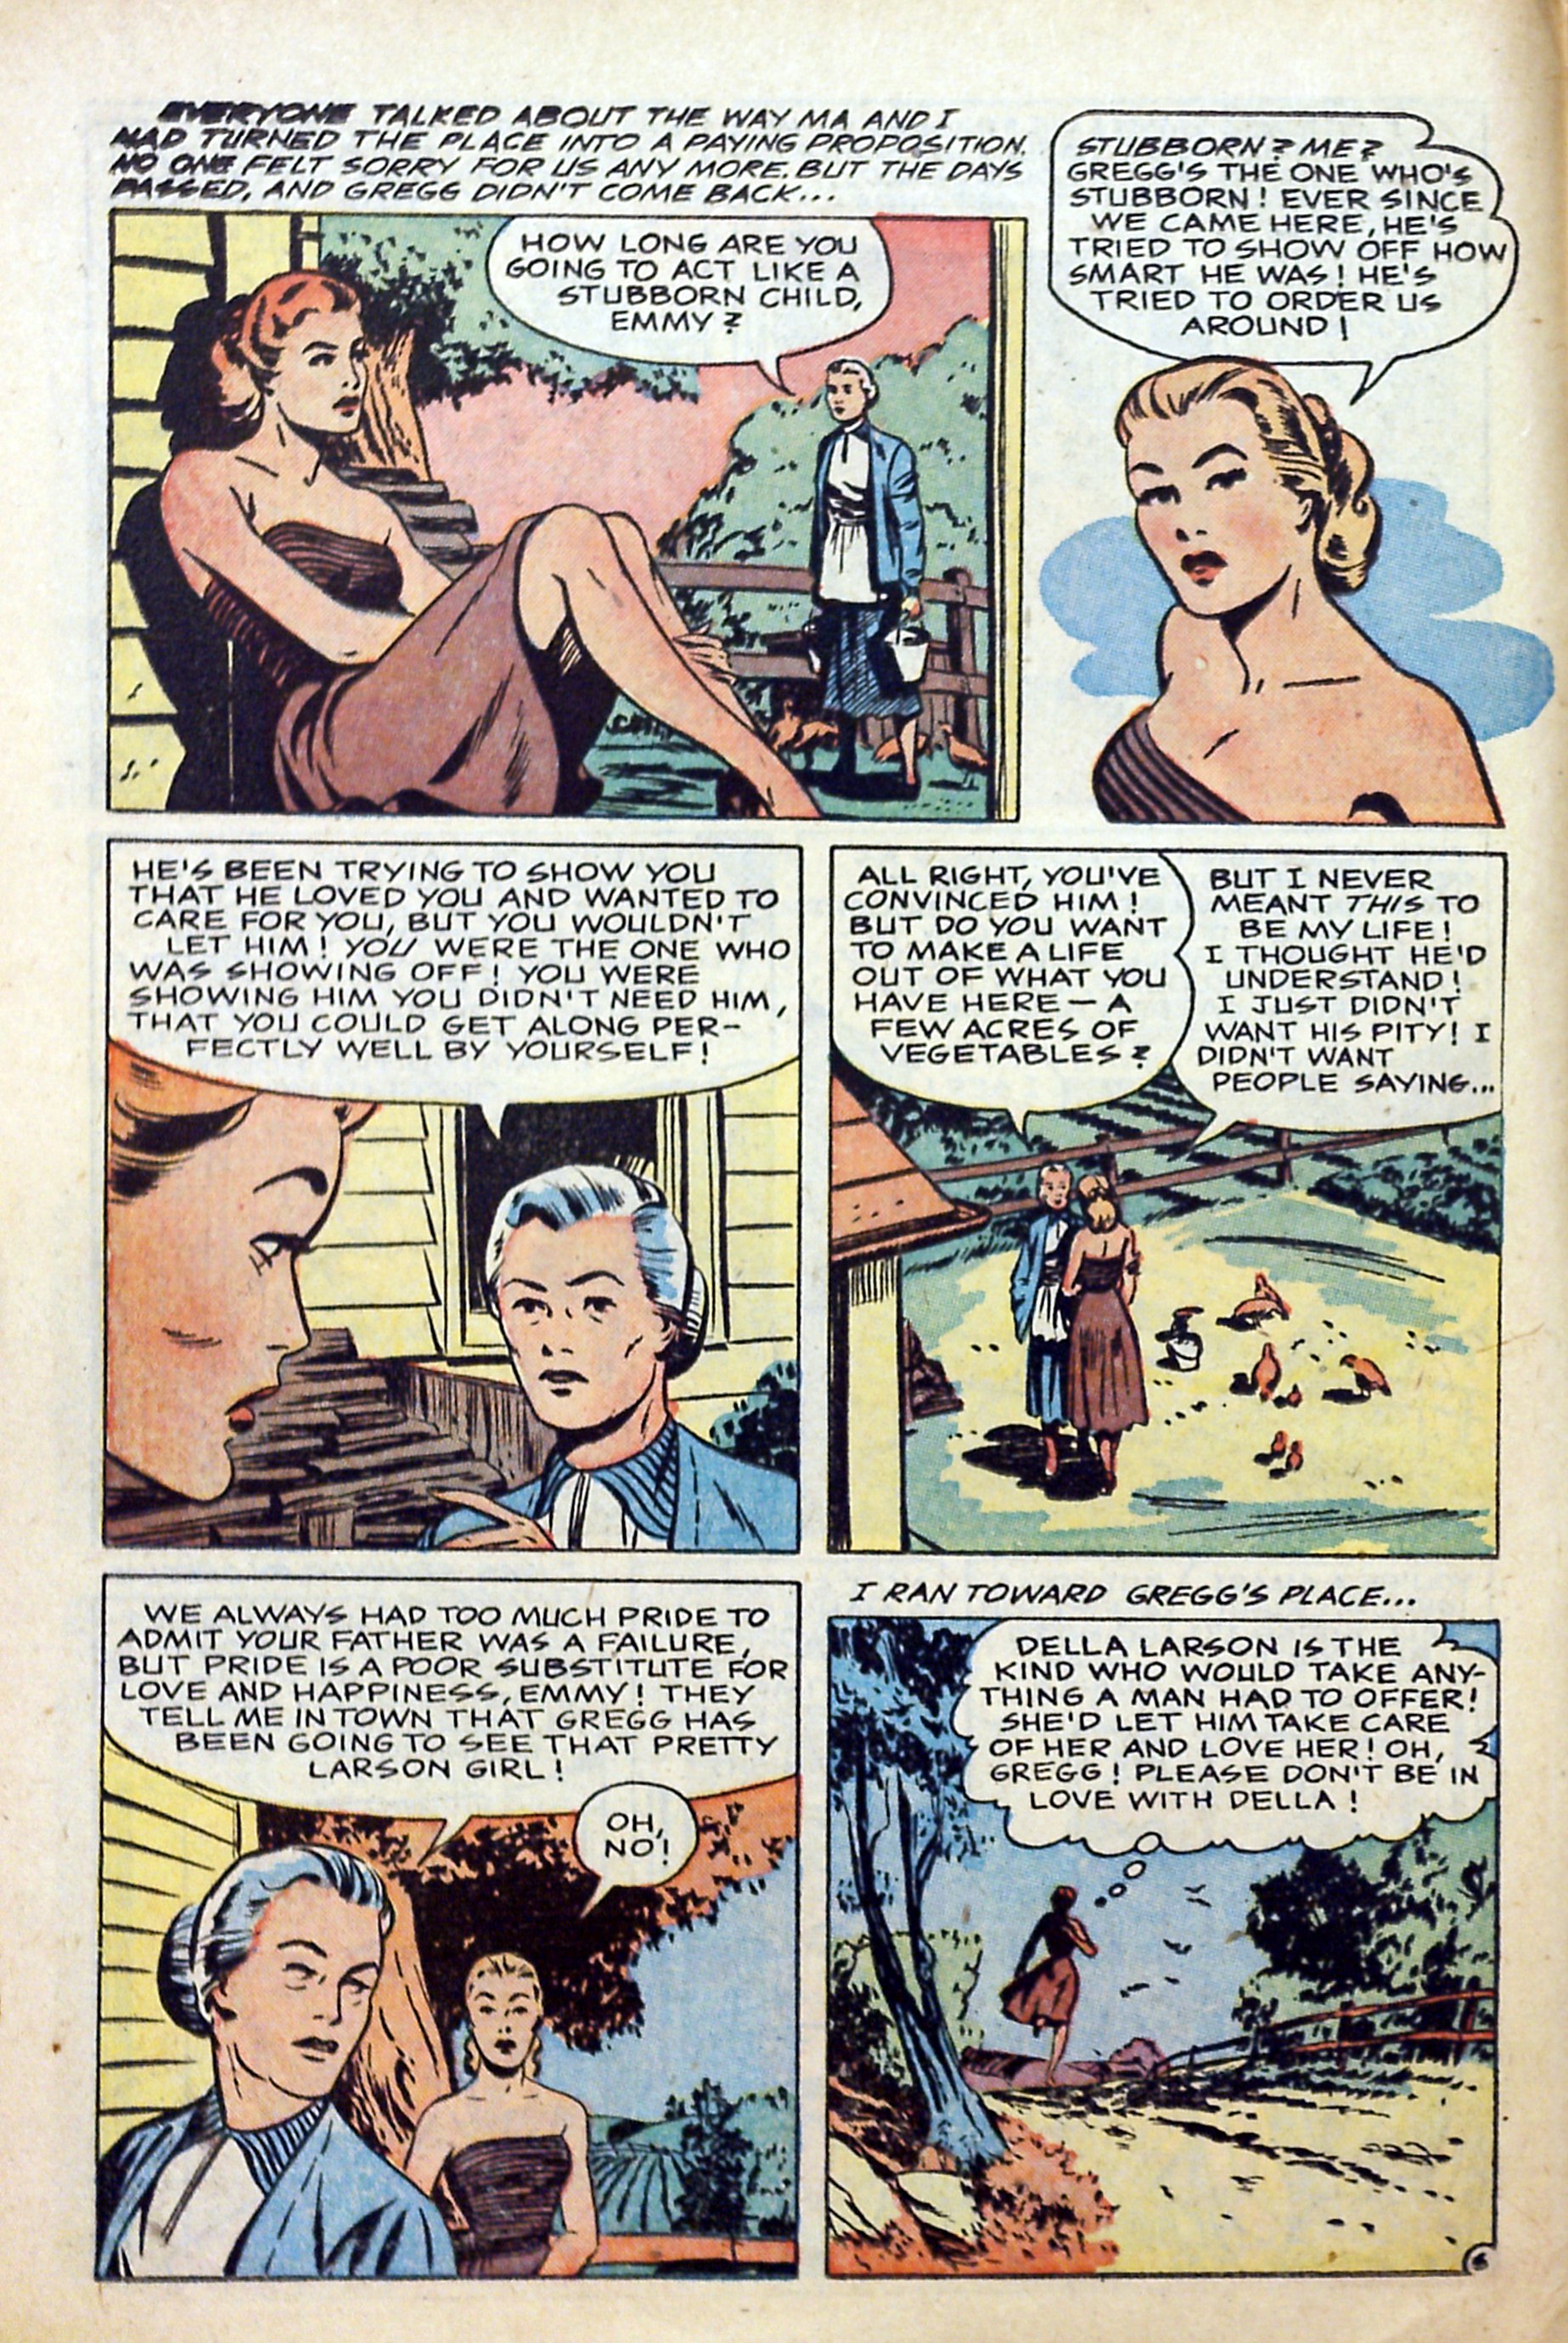 EVERYONE TALKED ABOUT THE WAY MA AND I
HAD TURNED THE PLACE INTO A PAYING PROPOSITION.
NO ONE FELT SORRY FOR US ANY MORE. BUT THE DAYS
PASSED, AND GREGG DIDN'T COME BACK...
HOW LONG ARE YOU
GOING TO ACT LIKE A
STUBBORN CHILD,
EMMY?
STUBBORN? ME?
GREGG'S THE ONE WHO'S
STUBBORN! EVER SINCE
WE CAME HERE, HE'S
TRIED TO SHOW OFF HOW
SMART HE WAS! HE'S
TRIED TO ORDER US
AROUND!
HE'S BEEN TRYING TO SHOW YOU
THAT HE LOVED YOU AND WANTED TO
CARE FOR YOU, BUT YOU WOULDN'T
LET HIM! YOU WERE THE ONE WHO
WAS SHOWING OFF! YOU WERE
SHOWING HIM YOU DIDN'T NEED HIM,
THAT YOU COULD GET ALONG PER-
FECTLY WELL BY YOURSELF!
ALL RIGHT, YOU'VE
CONVINCED HIM!
BUT DO YOU WANT
TO MAKE A LIFE
OUT OF WHAT YOU
HAVE HERE — A
FEW ACRES OF
VEGETABLES?
BUT I NEVER
MEANT THIS TO
BE MY LIFE!
I THOUGHT HE'D
UNDERSTAND!
I JUST DIDN'T
WANT HIS PITY! I
DIDN'T WANT
PEOPLE SAYING...
WE ALWAYS HAD TOO MUCH PRIDE TO
ADMIT YOUR FATHER WAS A FAILURE,
BUT PRIDE IS A POOR SUBSTITUTE FOR
LOVE AND HAPPINESS, EMMY! THEY
TELL ME IN TOWN THAT GREGG HAS
BEEN GOING TO SEE THAT PRETTY
LARSON GIRL!
OH,
NO!
I RAN TOWARD GREGG'S PLACE...
DELLA LARSON IS THE
KIND WHO WOULD TAKE ANY-
THING A MAN HAD TO OFFER!
SHE'D LET HIM TAKE CARE
OF HER AND LOVE HER! OH,
GREGG! PLEASE DON'T BE IN
LOVE WITH DELLA!
6